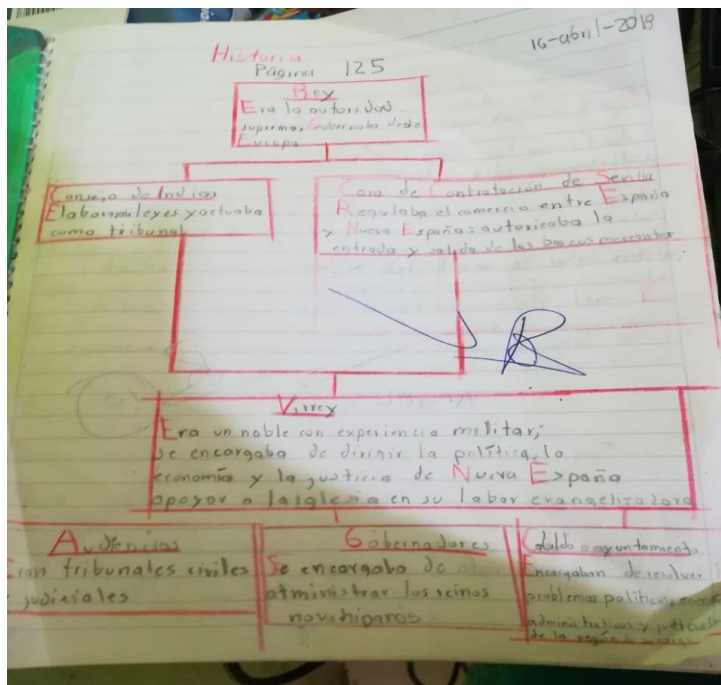 16-abril-2019
Historia
Página 125
Rey
Era la autoridad
suprema, Gobernaba desde
Europa
Consejo de Indias
Elaboraba leyes y actuaba
como tribunal
Casa de Contratación de Sevilla
Regulaba el comercio entre España
y Nueva España: autorizaba la
entrada y salida de los barcos mercantes
Virrey
Era un noble con experiencia militar;
se encargaba de dirigir la política, la
economía y la justicia de Nueva España
apoyar a la iglesia en su labor evangelizadora
Audiencias
Eran tribunales civiles
judiciales
Gobernadores
Se encargaba de
administrar los reinos
novohiparos
Cabildo o ayuntamiento
Encargaban de resolver
problemas políticos,
administrativos y judiciales
de la región